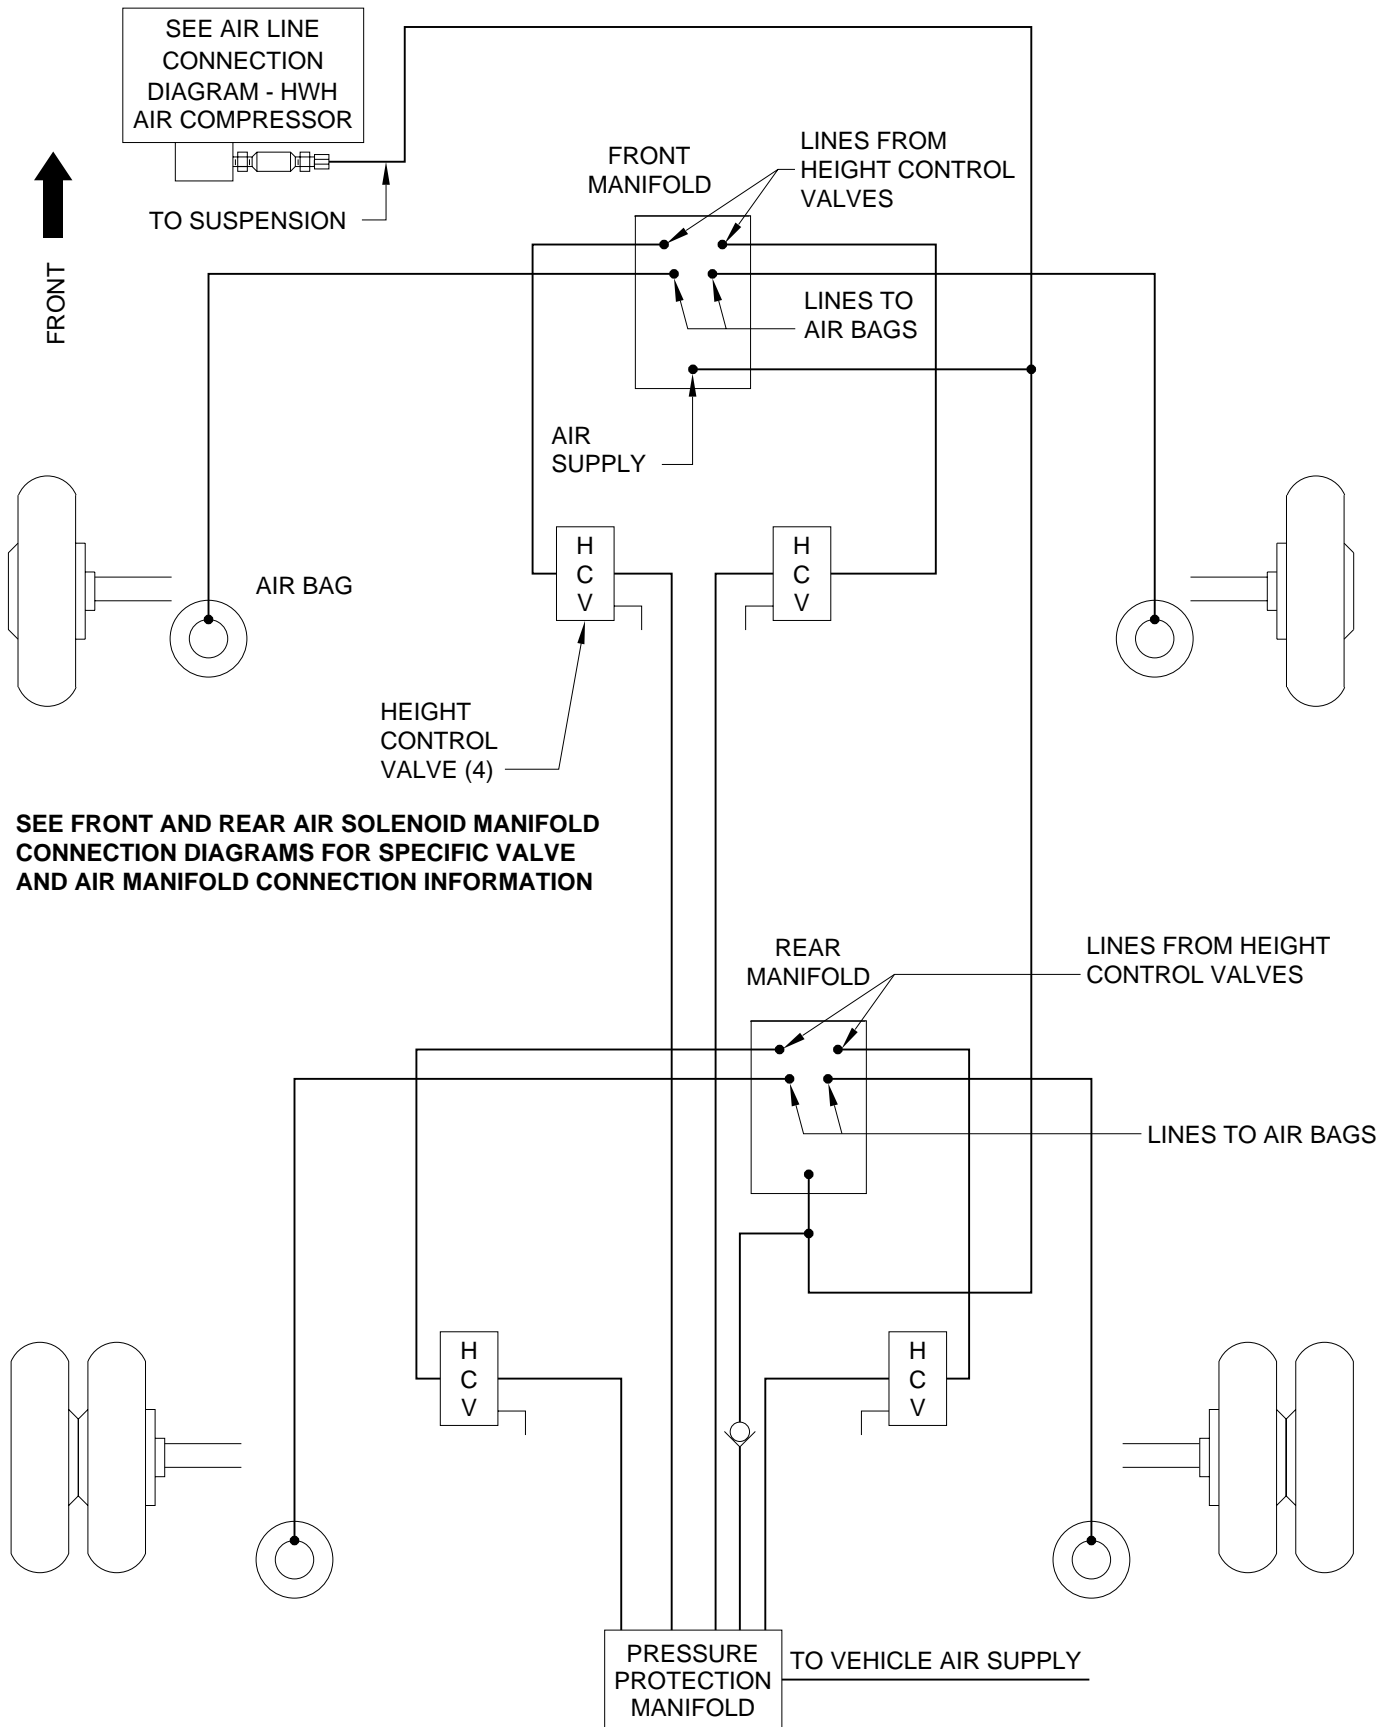 SEE AIR LINE
CONNECTION
DIAGRAM - HWH
AIR COMPRESSOR
TO SUSPENSION
FRONT
FRONT
MANIFOLD
LINES FROM
HEIGHT CONTROL
VALVES
LINES TO
AIR BAGS
AIR
SUPPLY
H
C
V
H
C
V
AIR BAG
HEIGHT
CONTROL
VALVE (4)
SEE FRONT AND REAR AIR SOLENOID MANIFOLD
CONNECTION DIAGRAMS FOR SPECIFIC VALVE
AND AIR MANIFOLD CONNECTION INFORMATION
REAR
MANIFOLD
LINES FROM HEIGHT
CONTROL VALVES
LINES TO AIR BAGS
H
C
V
H
C
V
PRESSURE
PROTECTION
MANIFOLD
TO VEHICLE AIR SUPPLY